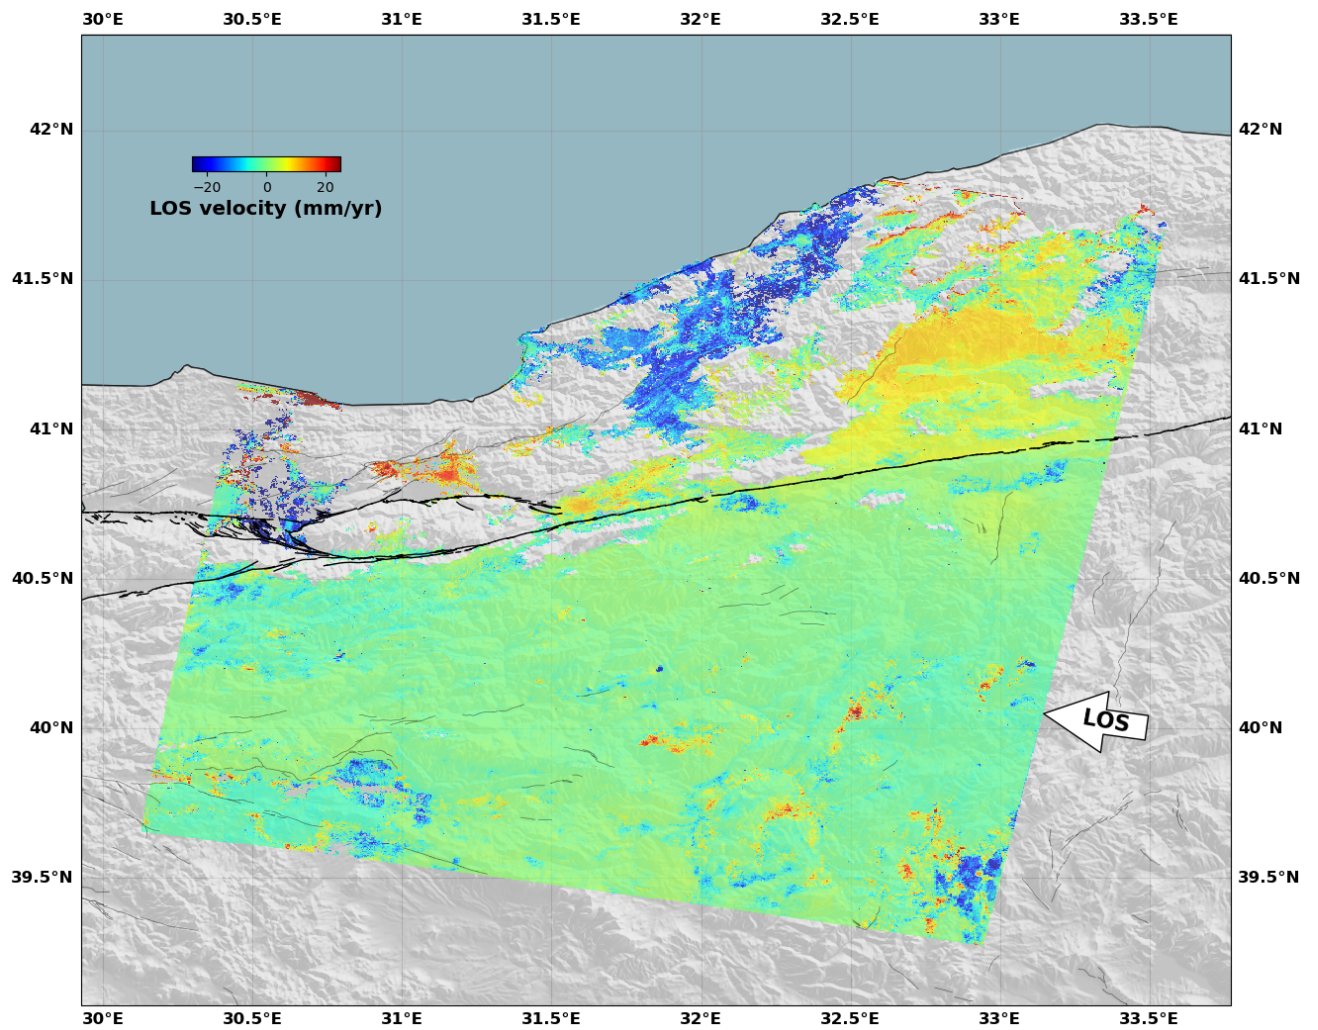 30°E 30.5°E 31°E 31.5°E 32°E 32.5°E 33°E 33.5°E
42°N 42°N
−20 0 20
LOS velocity (mm/yr)
41.5°N 41.5°N
41°N 41°N
40.5°N 40.5°N
LOS
40°N 40°N
39.5°N 39.5°N
30°E 30.5°E 31°E 31.5°E 32°E 32.5°E 33°E 33.5°E